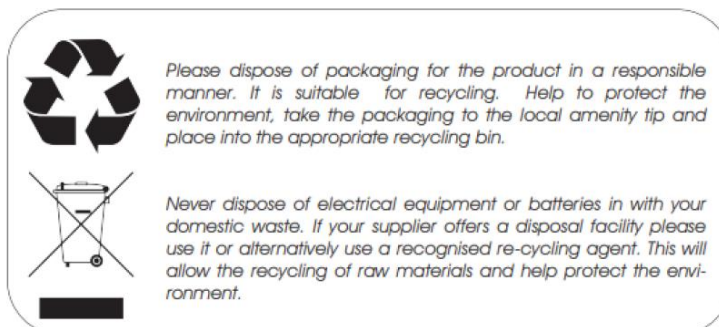 Please dispose of packaging for the product in a responsible
manner. It is suitable for recycling. Help to protect the
environment, take the packaging to the local amenity tip and
place into the appropriate recycling bin.
Never dispose of electrical equipment or batteries in with your
domestic waste. If your supplier offers a disposal facility please
use it or alternatively use a recognised re-cycling agent. This will
allow the recycling of raw materials and help protect the envi-
ronment.